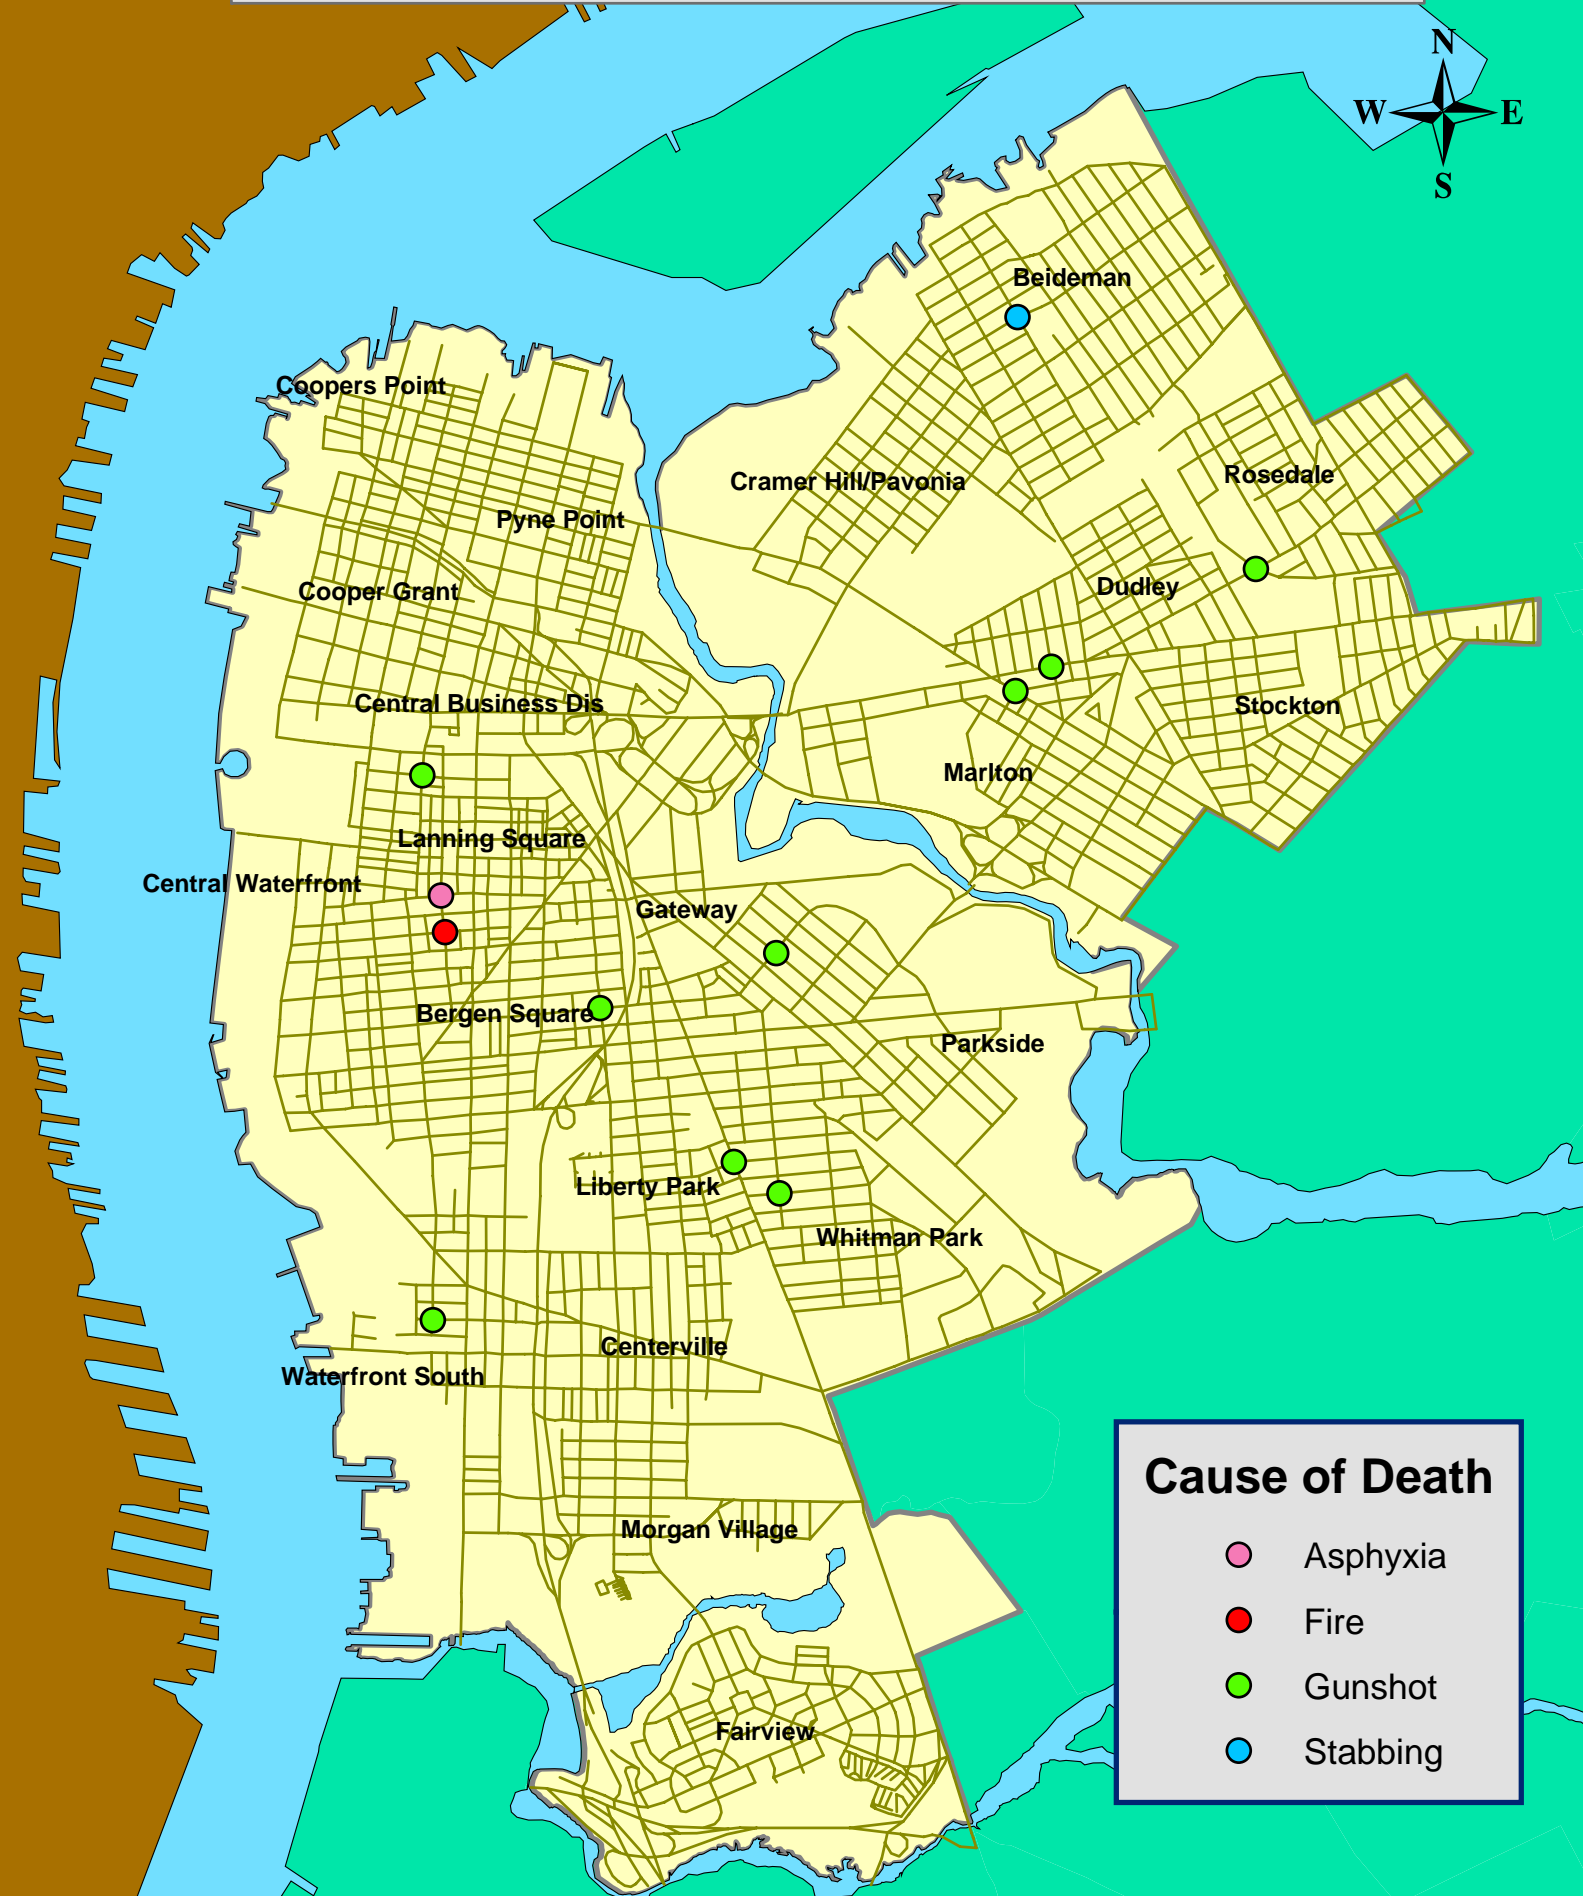 N
W E
S
Beideman
Coopers Point
Rosedale
Cramer Hill/Pavonia
Pyne Point
Dudley
Cooper Grant
Central Business Dis
Stockton
Marlton
Lanning Square
Central Waterfront
Gateway
Bergen Square
Parkside
Liberty Park
Whitman Park
Centerville
Waterfront South
Morgan Village
Fairview
Cause of Death
Asphyxia
Fire
Gunshot
Stabbing